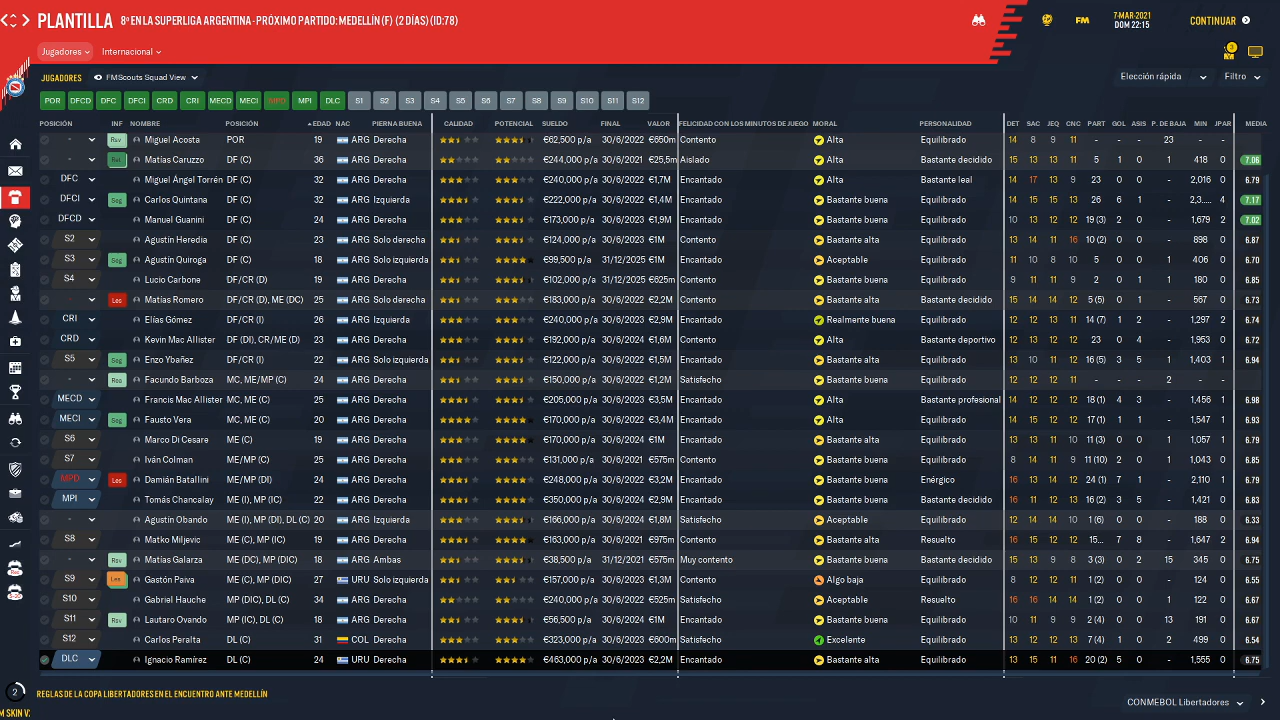 PLANTILLA 8º EN LA SUPERLIGA ARGENTINA - PRÓXIMO PARTIDO: MEDELLÍN (F) (2 DÍAS) (ID:78) FM 7-MAR-2021 DOM 22:15 CONTINUAR
Jugadores Internacional
JUGADORES FMScouts Squad View Elección rápida Filtro
POR DFCD DFC DFCI CRD CRI MECD MECI MPD MPI DLC S1 S2 S3 S4 S5 S6 S7 S8 S9 S10 S11 S12
POSICIÓN INF NOMBRE POSICIÓN EDAD NAC PIERNA BUENA CALIDAD POTENCIAL SUELDO FINAL VALOR FELICIDAD CON LOS MINUTOS DE JUEGO MORAL PERSONALIDAD DET SAC JEQ CNC PART GOL ASIS P. DE BAJA MIN JPAR MEDIA
- Rsv Miguel Acosta POR 19 ARG Derecha €62,500 p/a 30/6/2022 €650m Contento Alta Equilibrado 14 8 9 11 - - - 23 - -
- Matías Caruzzo DF (C) 36 ARG Derecha €244,000 p/a 30/6/2021 €25,5m Aislado Alta Bastante decidido 15 13 13 11 5 1 0 - 418 0 7.06
DFC Miguel Ángel Torrén DF (C) 32 ARG Derecha €240,000 p/a 30/6/2022 €1,7M Encantado Alta Bastante leal 14 17 13 9 23 0 0 - 2,016 0 6.79
DFCI Seg Carlos Quintana DF (C) 32 ARG Izquierda €222,000 p/a 30/6/2022 €1,4M Encantado Alta Bastante decidido 14 15 15 13 26 6 1 - 2,3.... 4 7.17
DFCD Manuel Guanini DF (C) 24 ARG Derecha €173,000 p/a 30/6/2023 €1,9M Encantado Bastante buena Equilibrado 10 13 12 12 19 (3) 2 0 - 1,679 2 7.02
S2 Agustín Heredia DF (C) 23 ARG Solo derecha €124,000 p/a 30/6/2023 €1M Contento Bastante alta Equilibrado 13 14 11 16 10 (2) 0 0 - 898 0 6.87
S3 Seg Agustín Quiroga DF (C) 18 ARG Solo izquierda €99,500 p/a 31/12/2025 €1M Contento Aceptable Equilibrado 11 10 8 10 5 0 1 - 406 0 6.70
S4 Lucio Carbone DF/CR (D) 19 ARG Solo derecha €102,000 p/a 31/12/2025 €625m Contento Bastante buena Equilibrado 9 11 11 9 2 0 1 - 180 0 6.85
- Les Matías Romero DF/CR (D), ME (DC) 25 ARG Solo derecha €163,000 p/a 30/6/2021 €2,2M Contento Bastante alta Bastante decidido 15 14 14 12 5 (5) 0 1 - 453 0 6.73
CRI Elías Gómez DF/CR (I) 26 ARG Izquierda €240,000 p/a 30/6/2023 €2,9M Encantado Realmente buena Equilibrado 12 12 13 12 14 (7) 1 2 - 1,297 2 6.74
CRD Kevin Mac Allister DF (DI), CR/ME (D) 23 ARG Derecha €192,000 p/a 30/6/2024 €1,6M Encantado Alta Bastante deportivo 13 12 12 12 23 0 4 - 1,953 0 6.72
S5 Seg Enzo Ybañez DF/CR (I) 22 ARG Solo izquierda €122,000 p/a 30/6/2022 €1,5M Encantado Bastante buena Equilibrado 13 10 11 12 16 (5) 3 3 - 1,403 1 6.94
- Rea Facundo Barboza MC, ME/MP (C) 24 ARG Derecha €150,000 p/a 30/6/2022 €1,2M Satisfecho Bastante buena Equilibrado 12 12 12 11 - - - 2 - -
MECD Francis Mac Allister MC, ME (C) 25 ARG Derecha €205,000 p/a 30/6/2023 €3,5M Encantado Alta Bastante profesional 14 12 12 12 18 (1) 4 3 - 1,456 1 6.98
MECI Seg Fausto Vera MC, ME (C) 20 ARG Derecha €170,000 p/a 30/6/2022 €3,4M Encantado Alta Equilibrado 14 15 12 12 17 (1) 1 1 - 1,547 1 6.93
S6 Marco Di Cesare ME (C) 19 ARG Derecha €170,000 p/a 30/6/2024 €1M Encantado Bastante alta Equilibrado 13 13 12 10 11 (3) 0 0 - 1,009 1 6.79
S7 Iván Colman ME/MP (C) 25 ARG Derecha €131,000 p/a 30/6/2021 €575m Encantado Bastante buena Equilibrado 8 14 9 12 11 (10) 2 0 - 1,043 1 6.85
MPD Les Damián Batallini ME/MP (DI) 24 ARG Derecha €248,000 p/a 30/6/2022 €3,2M Encantado Bastante buena Enérgico 16 13 14 12 24 (1) 7 1 - 2,110 1 6.79
MPI Tomás Chancalay ME (I), MP (IC) 22 ARG Derecha €350,000 p/a 30/6/2024 €2,9M Encantado Bastante buena Bastante decidido 16 11 12 13 16 (2) 3 5 - 1,421 3 6.83
- Agustín Obando ME (I), MP (DI), DL (C) 20 ARG Izquierda €166,000 p/a 30/6/2024 €1,8M Satisfecho Aceptable Equilibrado 12 14 14 10 1 (6) 0 0 - 188 0 6.33
S8 Matko Miljevic ME (C), MP (IC) 19 ARG Derecha €163,000 p/a 30/6/2021 €975m Contento Bastante alta Resuelto 14 16 12 12 15... 7 8 - 1,647 4 6.94
- Rsv Matías Galarza ME (DC), MP (DIC) 18 ARG Ambas €38,500 p/a 31/12/2021 €575m Muy contento Bastante buena Bastante decidido 15 13 9 8 3 (3) 0 2 15 345 0 6.75
S9 Les Gastón Paiva ME (C), MP (DIC) 27 URU Solo izquierda €371,000 p/a 30/6/2023 €1,3M Contento Algo baja Equilibrado 8 12 12 11 1 (2) 0 0 - 116 0 6.55
S10 Gabriel Hauche MP (DIC), DL (C) 34 ARG Derecha €240,000 p/a 30/6/2022 €525m Satisfecho Aceptable Resuelto 16 16 14 14 1 (2) 0 1 - 123 0 6.67
S11 Rsv Lautaro Ovando MP (IC), DL (C) 18 ARG Derecha €56,500 p/a 30/6/2024 €1M Encantado Bastante buena Equilibrado 10 11 9 9 2 (4) 0 0 13 191 0 6.67
S12 Carlos Peralta DL (C) 31 COL Derecha €323,000 p/a 30/6/2023 €600m Satisfecho Excelente Equilibrado 13 12 12 13 7 (4) 1 0 2 499 0 6.54
DLC Ignacio Ramírez DL (C) 24 URU Derecha €463,000 p/a 30/6/2023 €2,2M Encantado Bastante alta Equilibrado 13 15 11 16 20 (2) 5 0 - 1,555 0 6.75
2 REGLAS DE LA COPA LIBERTADORES EN EL ENCUENTRO ANTE MEDELLÍN
CONMEBOL Libertadores